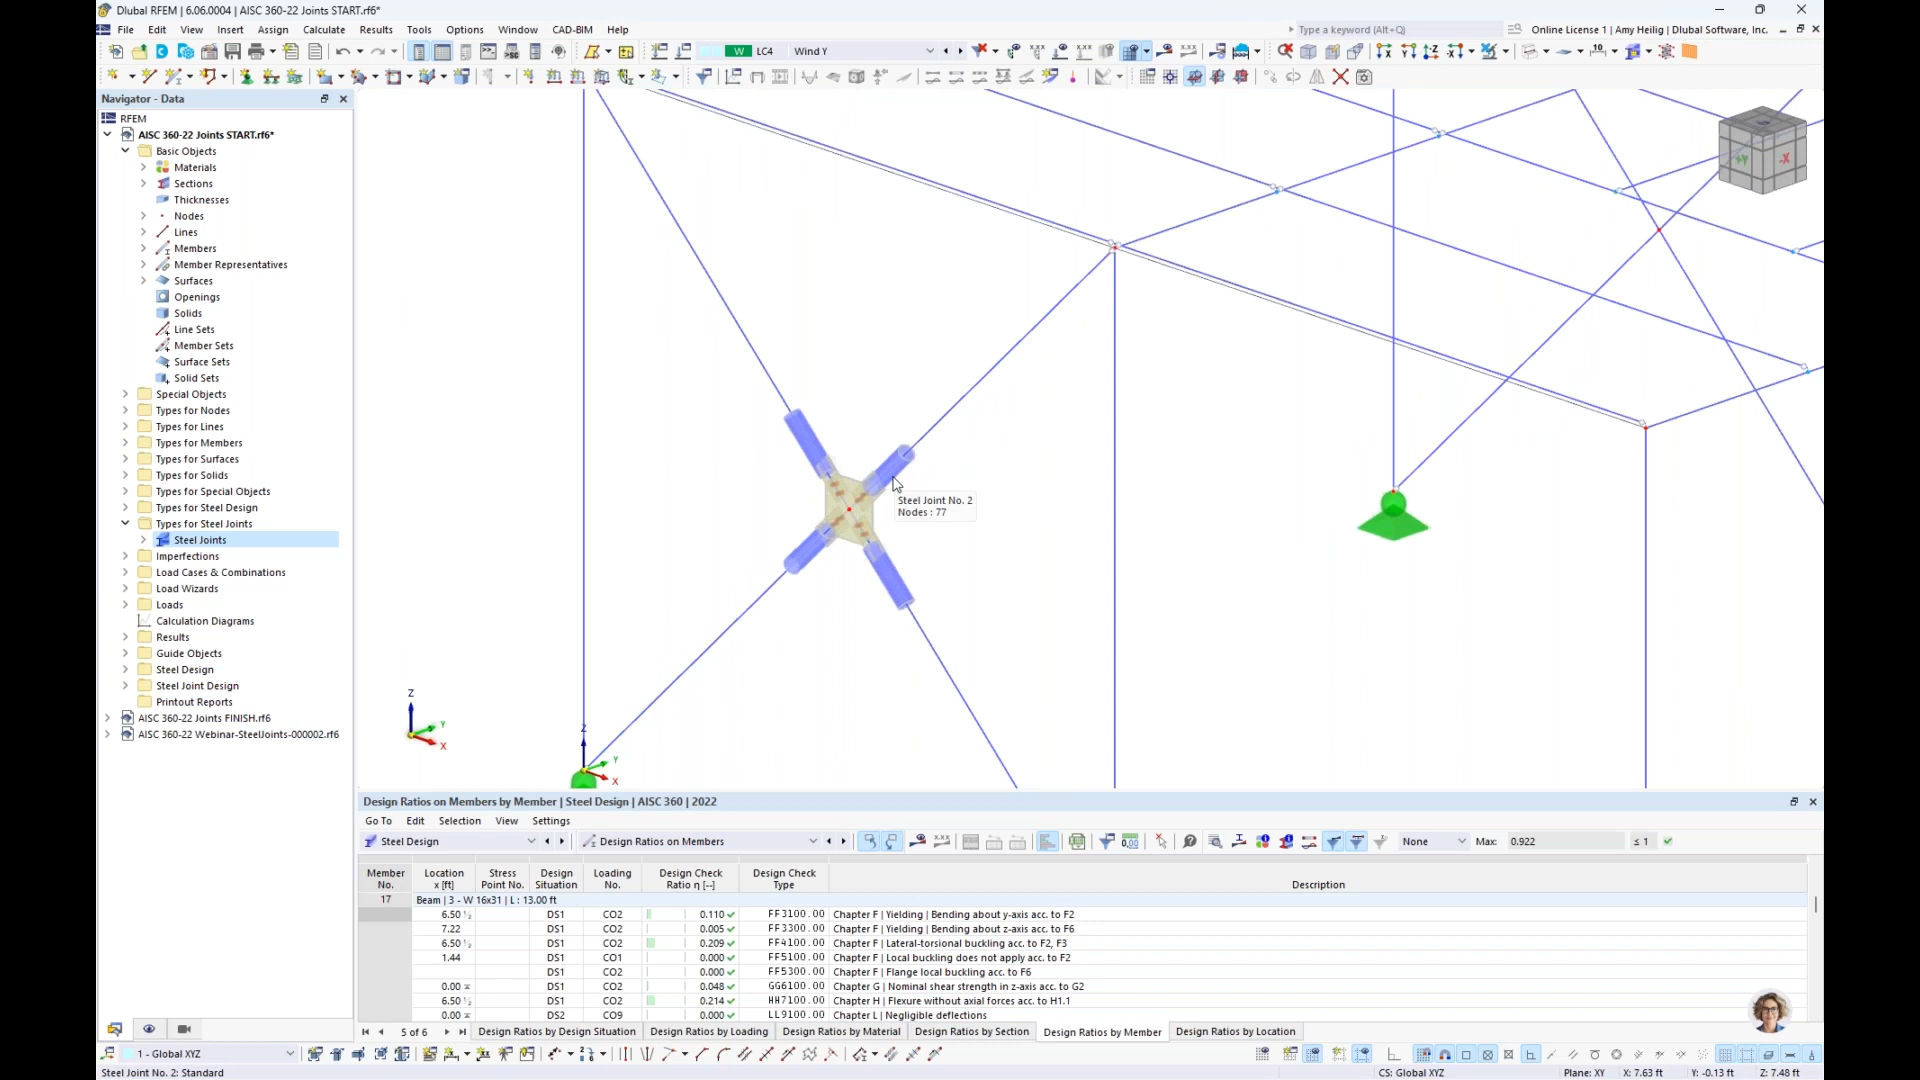 Dlubal RFEM | 6.06.0004 | AISC 360-22 Joints START.rf6*
File Edit View Insert Assign Calculate Results Tools Options Window CAD-BIM Help
Type a keyword (Alt+Q)
Online License 1 | Amy Heilig | Dlubal Software, Inc.
W LC4 Wind Y
Navigator - Data
RFEM
AISC 360-22 Joints START.rf6*
Basic Objects
Materials
Sections
Thicknesses
Nodes
Lines
Members
Member Representatives
Surfaces
Openings
Solids
Line Sets
Member Sets
Surface Sets
Solid Sets
Special Objects
Types for Nodes
Types for Lines
Types for Members
Types for Surfaces
Types for Solids
Types for Special Objects
Types for Steel Design
Types for Steel Joints
Steel Joints
Imperfections
Load Cases & Combinations
Load Wizards
Loads
Calculation Diagrams
Results
Guide Objects
Steel Design
Steel Joint Design
Printout Reports
AISC 360-22 Joints FINISH.rf6
AISC 360-22 Webinar-SteelJoints-000002.rf6
+Y -X
Steel Joint No. 2
Nodes : 77
Z
Y
X
Z
Y
X
Design Ratios on Members by Member | Steel Design | AISC 360 | 2022
Go To Edit Selection View Settings
Steel Design Design Ratios on Members None Max: 0.922 ≤ 1
Member No. Location x [ft] Stress Point No. Design Situation Loading No. Design Check Ratio η [--] Design Check Type Description
17 Beam | 3 - W 16x31 | L : 13.00 ft
6.50 ½ DS1 CO2 0.110 FF3100.00 Chapter F | Yielding | Bending about y-axis acc. to F2
7.22 DS1 CO2 0.005 FF3300.00 Chapter F | Yielding | Bending about z-axis acc. to F6
6.50 ½ DS1 CO2 0.209 FF4100.00 Chapter F | Lateral-torsional buckling acc. to F2, F3
1.44 DS1 CO1 0.000 FF5100.00 Chapter F | Local buckling does not apply acc. to F2
DS1 CO2 0.000 FF5300.00 Chapter F | Flange local buckling acc. to F6
0.00 DS1 CO2 0.048 GG6100.00 Chapter G | Nominal shear strength in z-axis acc. to G2
6.50 ½ DS1 CO2 0.214 HH7100.00 Chapter H | Flexure without axial forces acc. to H1.1
0.00 DS2 CO9 0.000 LL9100.00 Chapter L | Negligible deflections
5 of 6 Design Ratios by Design Situation Design Ratios by Loading Design Ratios by Material Design Ratios by Section Design Ratios by Member Design Ratios by Location
1 - Global XYZ
Steel Joint No. 2: Standard CS: Global XYZ Plane: XY X: 7.63 ft Y: -0.13 ft Z: 7.48 ft